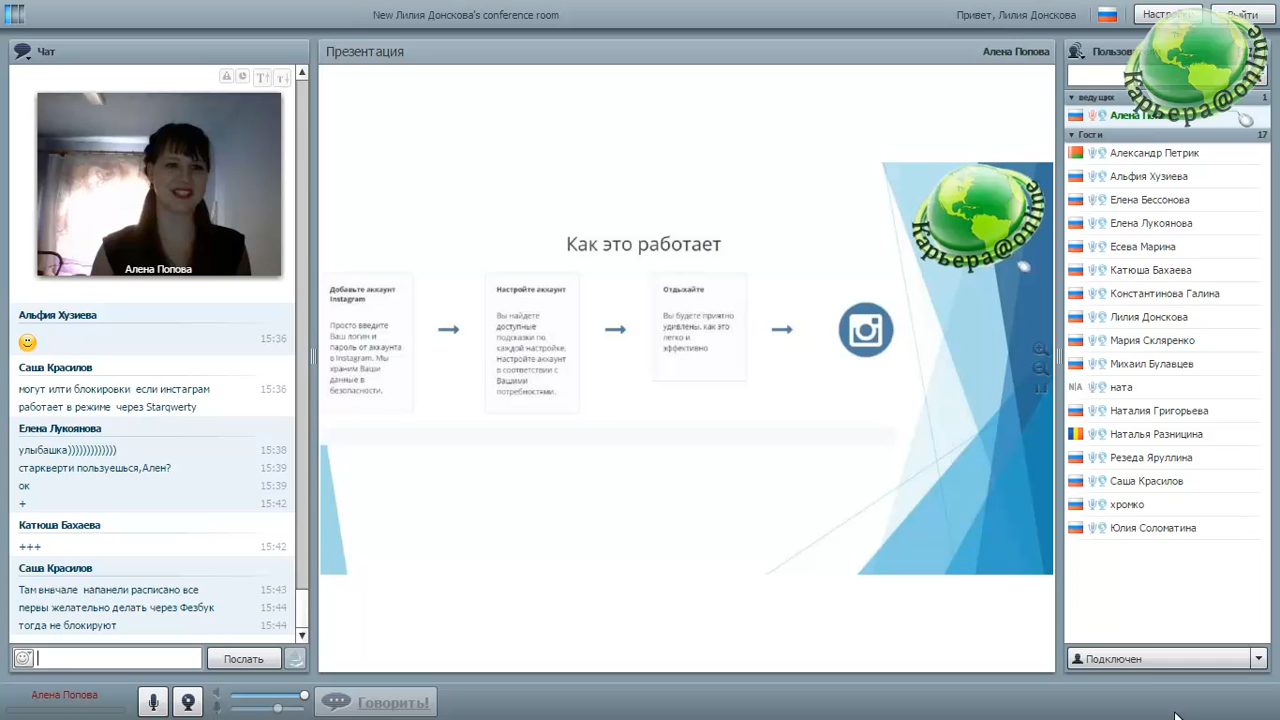 New Лилия Донскова's conference room
Привет, Лилия Донскова
Настройки
Выйти
Чат
Алена Попова
Альфия Хузиева
15:36
Саша Красилов
могут илти блокировки если инстаграм
15:36
работает в режиме через Starqwerty
Елена Лукоянова
улыбашка)))))))))))))
15:38
старкверти пользуешься,Ален?
15:39
ок
15:39
+
15:42
Катюша Бахаева
+++
15:42
Саша Красилов
Там внвчале напанели расписано все
15:43
первы желательно делать через Фезбук
15:44
тогда не блокируют
15:44
Послать
Презентация
Алена Попова
Карьера@online
Как это работает
Добавьте аккаунт
Instagram
Просто введите
Ваш логин и
пароль от аккаунта
в Instagram. Мы
храним Ваши
данные в
безопасности.
Настройте аккаунт
Вы найдете
доступные
подсказки по
каждой настройке.
Настройте аккаунт
в соответствии с
Вашими
потребностями.
Отдыхайте
Вы будете приятно
удивлены, как это
легко и
эффективно
Карьера@online
ведущих
1
Алена
Гости
17
Александр Петрик
Альфия Хузиева
Елена Бессонова
Елена Лукоянова
Есева Марина
Катюша Бахаева
Константинова Галина
Лилия Донскова
Мария Скляренко
Михаил Булавцев
N/A ната
Наталия Григорьева
Наталья Разницина
Резеда Яруллина
Саша Красилов
хромко
Юлия Соломатина
Подключен
Алена Попова
Говорить!